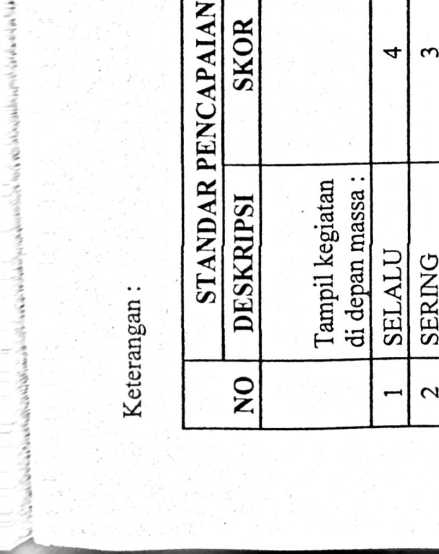 Keterangan :
STANDAR PENCAPAIAN
NO DESKRIPSI SKOR
Tampil kegiatan
di depan massa :
1 SELALU 4
2 SERING 3